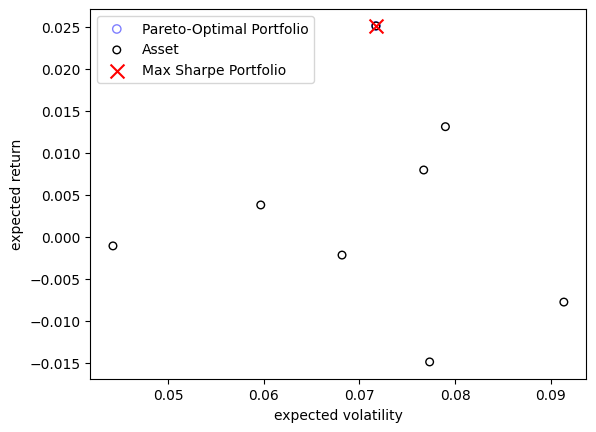 0.025
0.020
0.015
0.010
0.005
0.000
−0.005
−0.010
−0.015
expected return
Pareto-Optimal Portfolio
Asset
Max Sharpe Portfolio
0.05 0.06 0.07 0.08 0.09
expected volatility